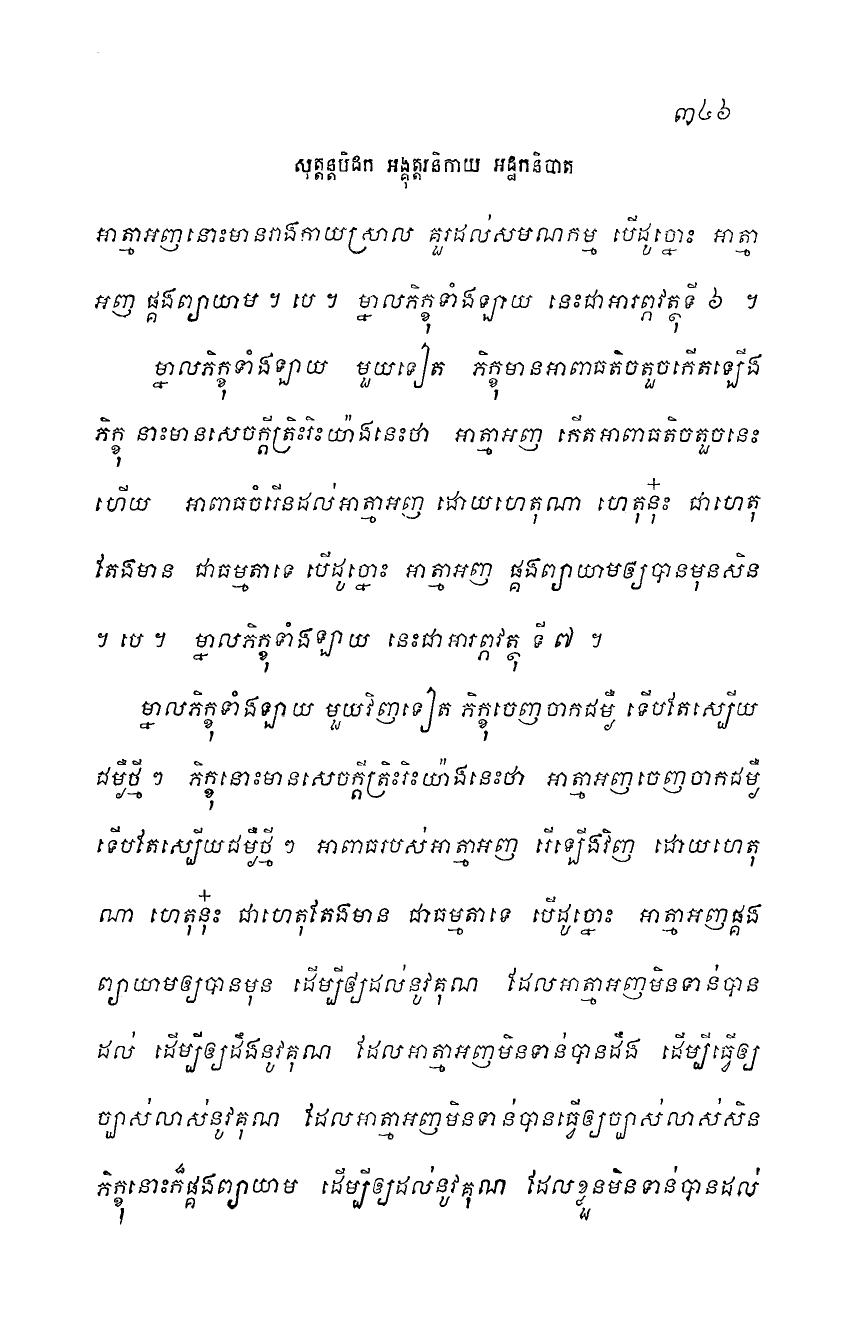 ៣៤៦
សុត្តន្តបិដក អង្គុត្តរនិកាយ អដ្ឋកនិបាត
អាត្មាអញនោះមានរាងកាយស្រាល គួរដល់សមណកម្ម បើដូច្នោះ អាត្មា
អញ ផ្គងព្យាយាម ។ បេ ។ ម្នាលភិក្ខុទាំងឡាយ នេះជាអារព្ភវត្ថុទី ៦ ។
ម្នាលភិក្ខុទាំងឡាយ មួយទៀត ភិក្ខុមានអាពាធតិចតួចកើតឡើង
ភិក្ខុ នោះមានសេចក្តីត្រិះរិះយ៉ាងនេះថា អាត្មាអញ កើតអាពាធតិចតួចនេះ
ហើយ អាពាធចំរើនដល់អាត្មាអញ ដោយហេតុណា ហេតុនុ៎ះ ជាហេតុ
តែងមាន ជាធម្មតាទេ បើដូច្នោះ អាត្មាអញ ផ្គងព្យាយាមឲ្យបានមុនសិន
។ បេ ។ ម្នាលភិក្ខុទាំងឡាយ នេះជាអារព្ភវត្ថុ ទី ៧ ។
ម្នាលភិក្ខុទាំងឡាយ មួយវិញទៀត ភិក្ខុចេញចាកជម្ងឺ ទើបតែស្បើយ
ជម្ងឺថ្មី ៗ ភិក្ខុនោះមានសេចក្តីត្រិះរិះយ៉ាងនេះថា អាត្មាអញចេញចាកជម្ងឺ
ទើបតែស្បើយជម្ងឺថ្មី ៗ អាពាធរបស់អាត្មាអញ រើឡើងវិញ ដោយហេតុ
ណា ហេតុនុ៎ះ ជាហេតុតែងមាន ជាធម្មតាទេ បើដូច្នោះ អាត្មាអញផ្គង
ព្យាយាមឲ្យបានមុន ដើម្បីឲ្យដល់នូវគុណ ដែលអាត្មាអញមិនទាន់បាន
ដល់ ដើម្បីឲ្យដឹងនូវគុណ ដែលអាត្មាអញមិនទាន់បានដឹង ដើម្បីធ្វើឲ្យ
ច្បាស់លាស់នូវគុណ ដែលអាត្មាអញមិនទាន់បានធ្វើឲ្យច្បាស់លាស់សិន
ភិក្ខុនោះក៏ផ្គងព្យាយាម ដើម្បីឲ្យដល់នូវគុណ ដែលខ្លួនមិនទាន់បានដល់